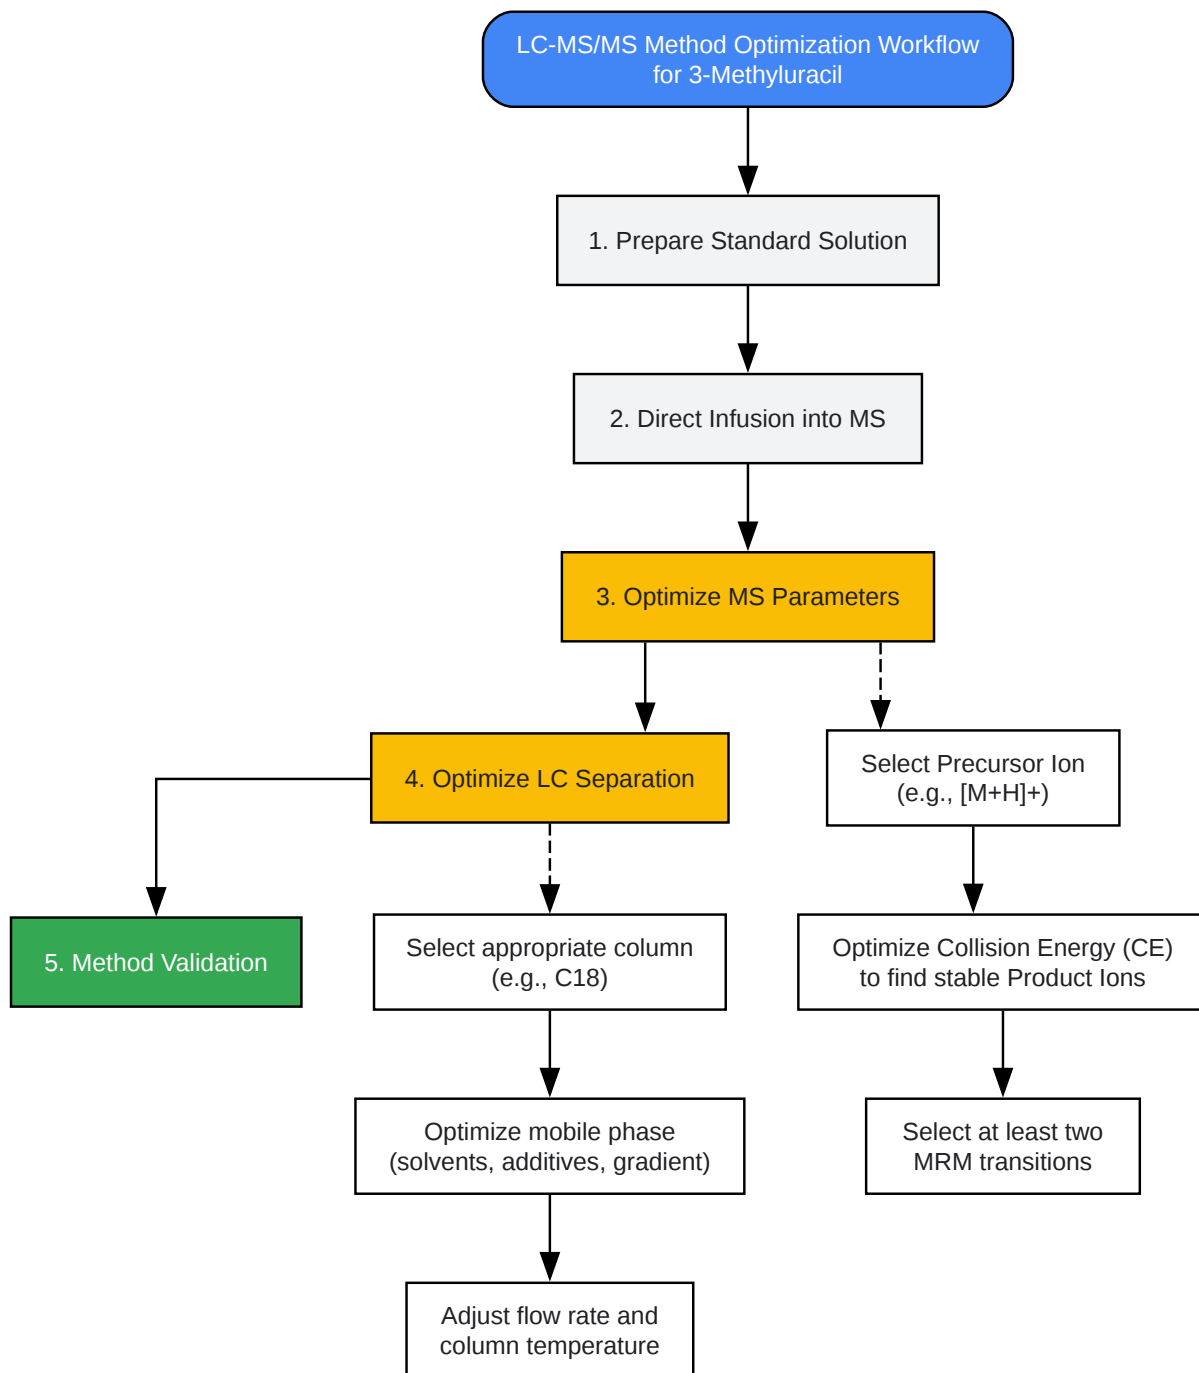 LC-MS/MS Method Optimization Workflow
for 3-Methyluracil
1. Prepare Standard Solution
2. Direct Infusion into MS
3. Optimize MS Parameters
4. Optimize LC Separation
Select Precursor Ion
(e.g., [M+H]+)
5. Method Validation
Select appropriate column
(e.g., C18)
Optimize Collision Energy (CE)
to find stable Product Ions
Optimize mobile phase
(solvents, additives, gradient)
Select at least two
MRM transitions
Adjust flow rate and
column temperature